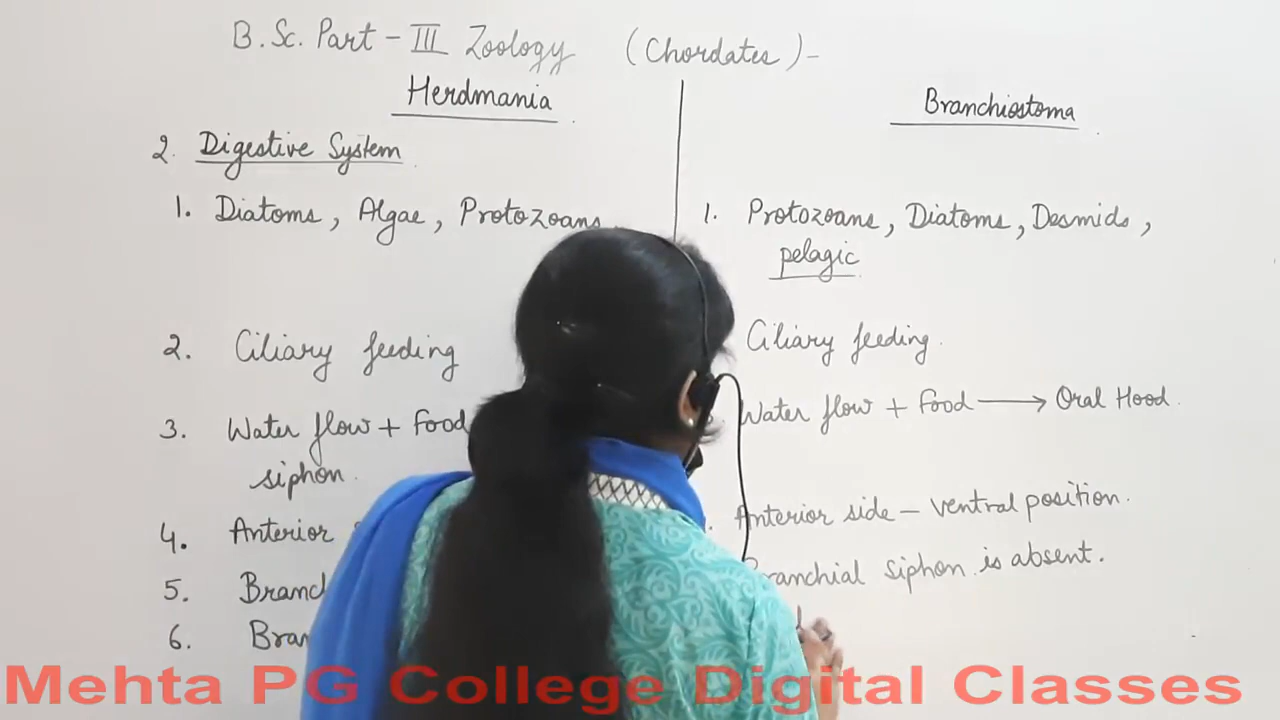 B.Sc. Part - III Zoology (Chordates) -
Herdmania
Branchiostoma
2. Digestive System
1. Diatoms, Algae, Protozoans
2. Ciliary feeding
3. Water flow + food
siphon.
4. Anterior
5.
6.
1. Protozoans, Diatoms, Desmids,
pelagic
Ciliary feeding.
Water flow + food → Oral Hood.
Anterior side - ventral position.
Branchial siphon is absent.
Mehta PG College Digital Classes